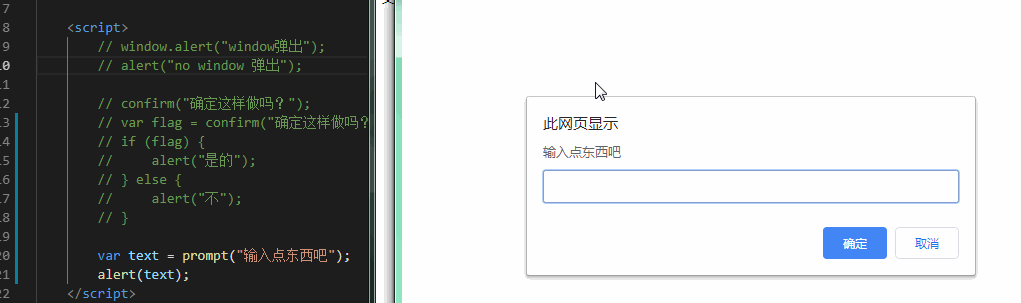 7
8 <script>
9 // window.alert("window弹出");
10 // alert("no window 弹出");
11
12 // confirm("确定这样做吗？");
13 // var flag = confirm("确定这样做吗?
14 // if (flag) {
15 //     alert("是的");
16 // } else {
17 //     alert("不");
18 // }
19
20 var text = prompt("输入点东西吧");
21 alert(text);
22 </script>
此网页显示
输入点东西吧
确定 取消